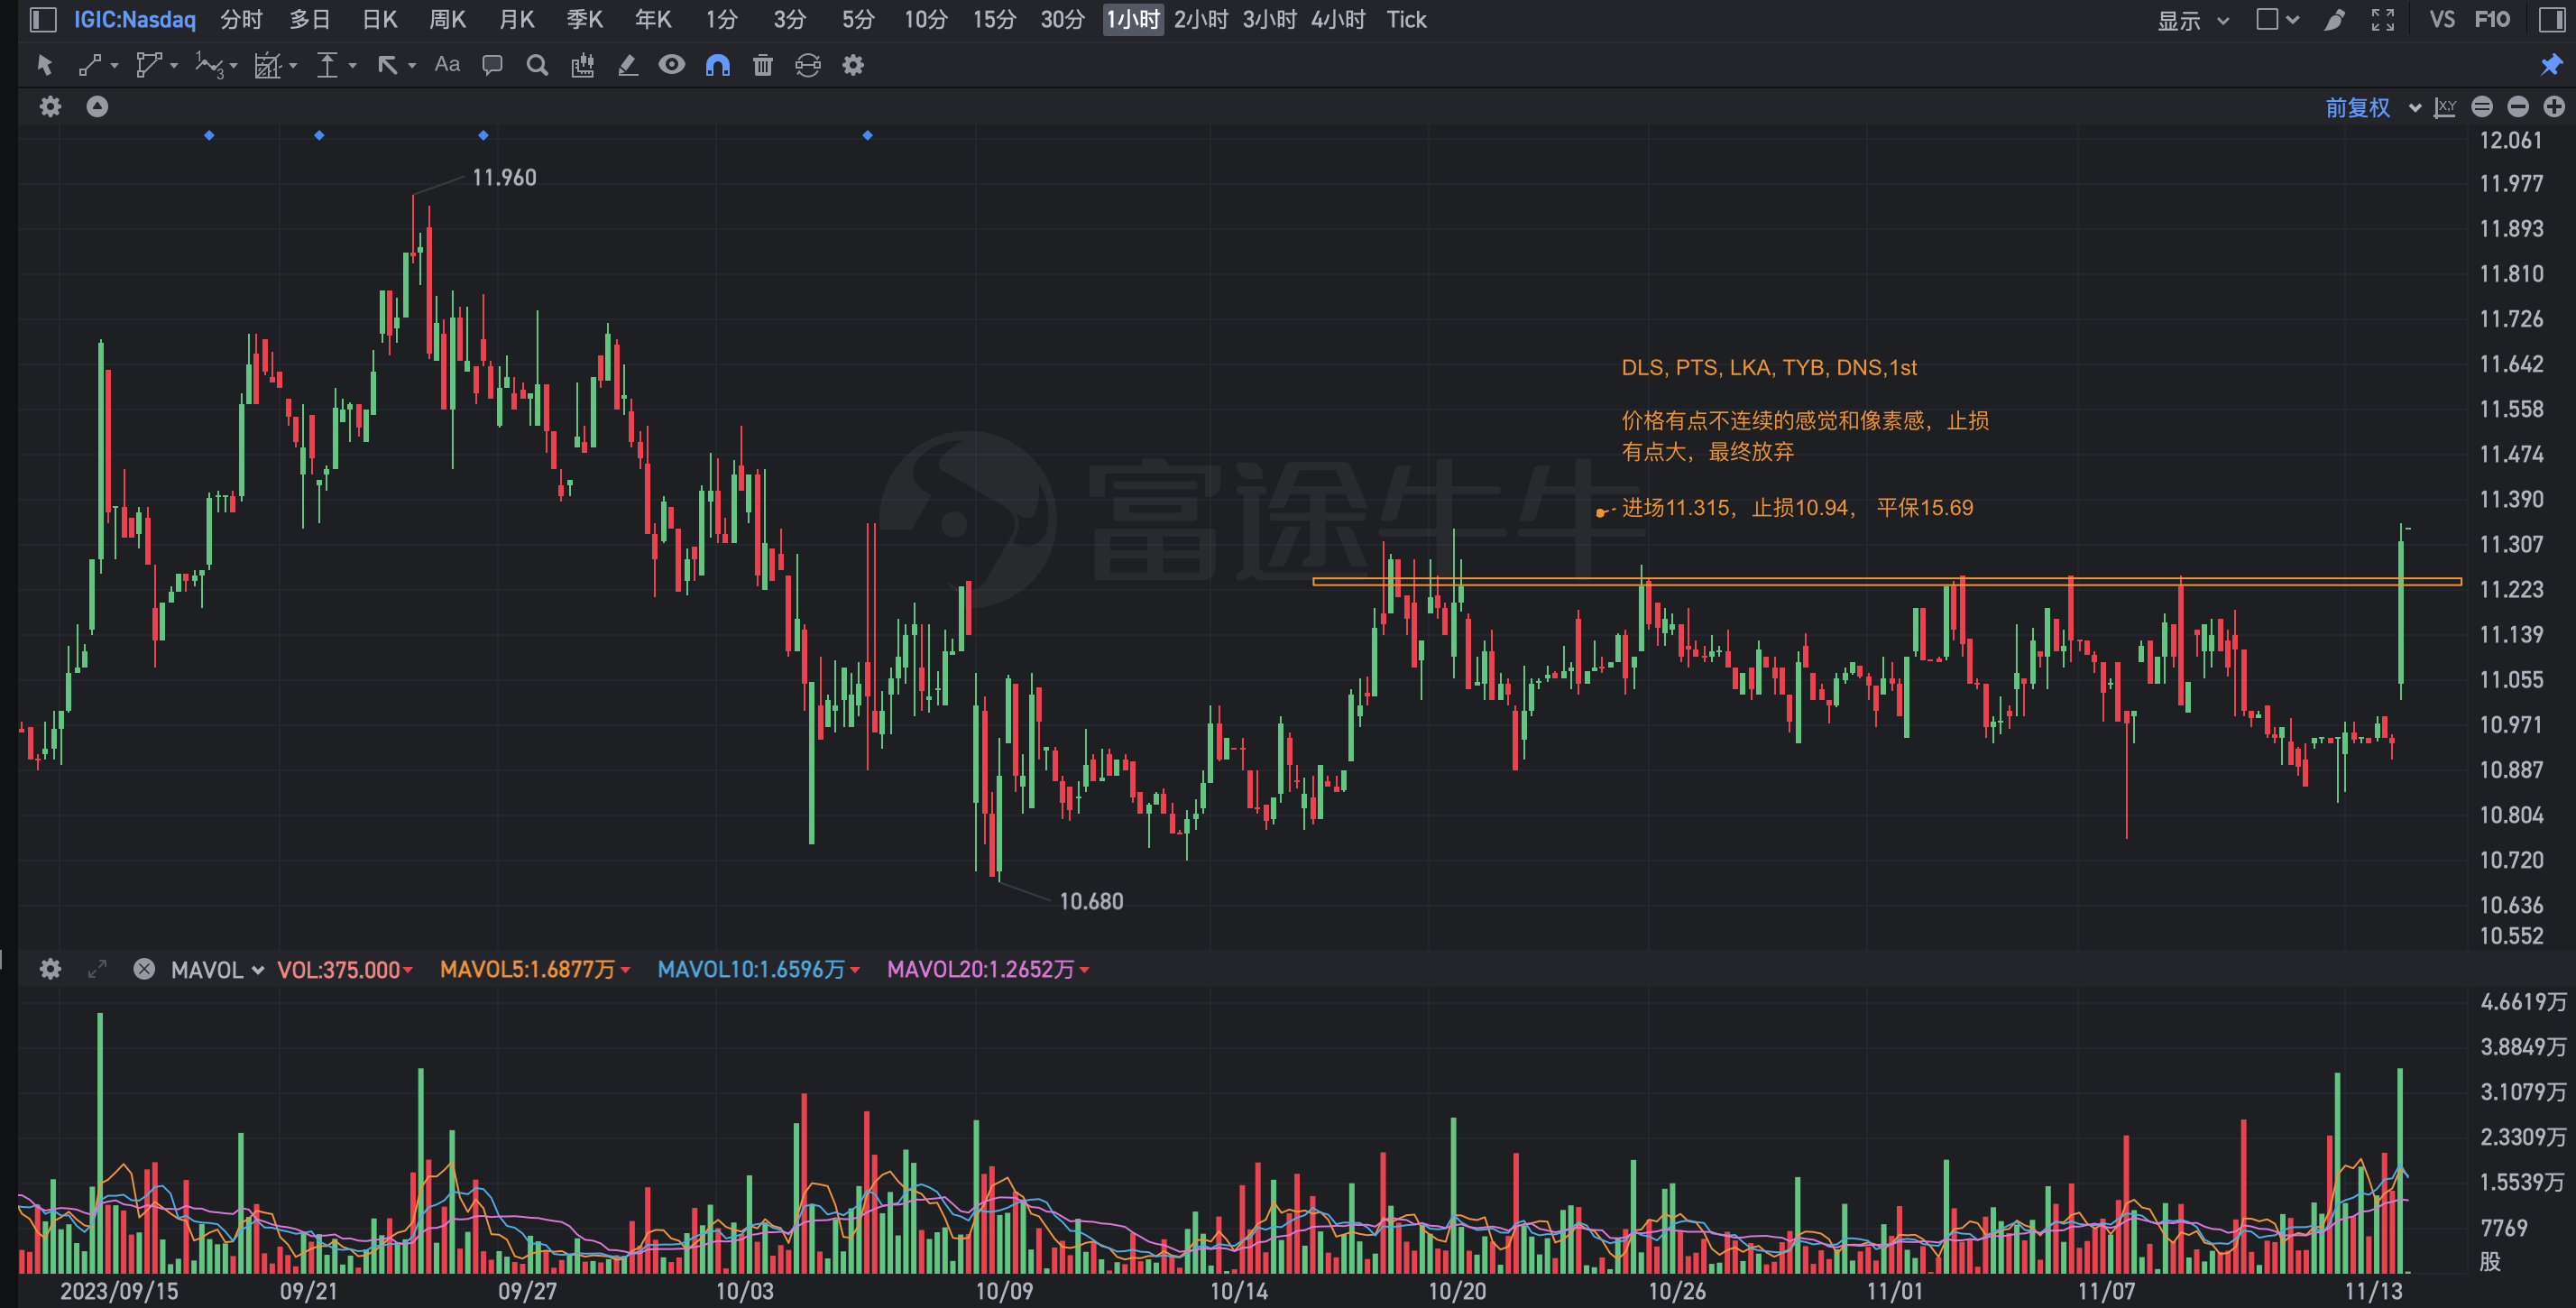 IGIC:Nasdaq 分时 多日 日K 周K 月K 季K 年K 1分 3分 5分 10分 15分 30分 1小时 2小时 3小时 4小时 Tick 显示 VS F10
Aa
前复权 X,Y
12.061
11.960
11.977
11.893
11.810
11.726
DLS, PTS, LKA, TYB, DNS,1st
11.642
11.558
价格有点不连续的感觉和像素感，止损
有点大，最终放弃
11.474
富途牛牛
11.390
进场11.315，止损10.94， 平保15.69
11.307
11.223
11.139
11.055
10.971
10.887
10.804
10.720
10.680
10.636
10.552
MAVOL VOL:375.000 MAVOL5:1.6877万 MAVOL10:1.6596万 MAVOL20:1.2652万
4.6619万
3.8849万
3.1079万
2.3309万
1.5539万
7769
股
2023/09/15 09/21 09/27 10/03 10/09 10/14 10/20 10/26 11/01 11/07 11/13